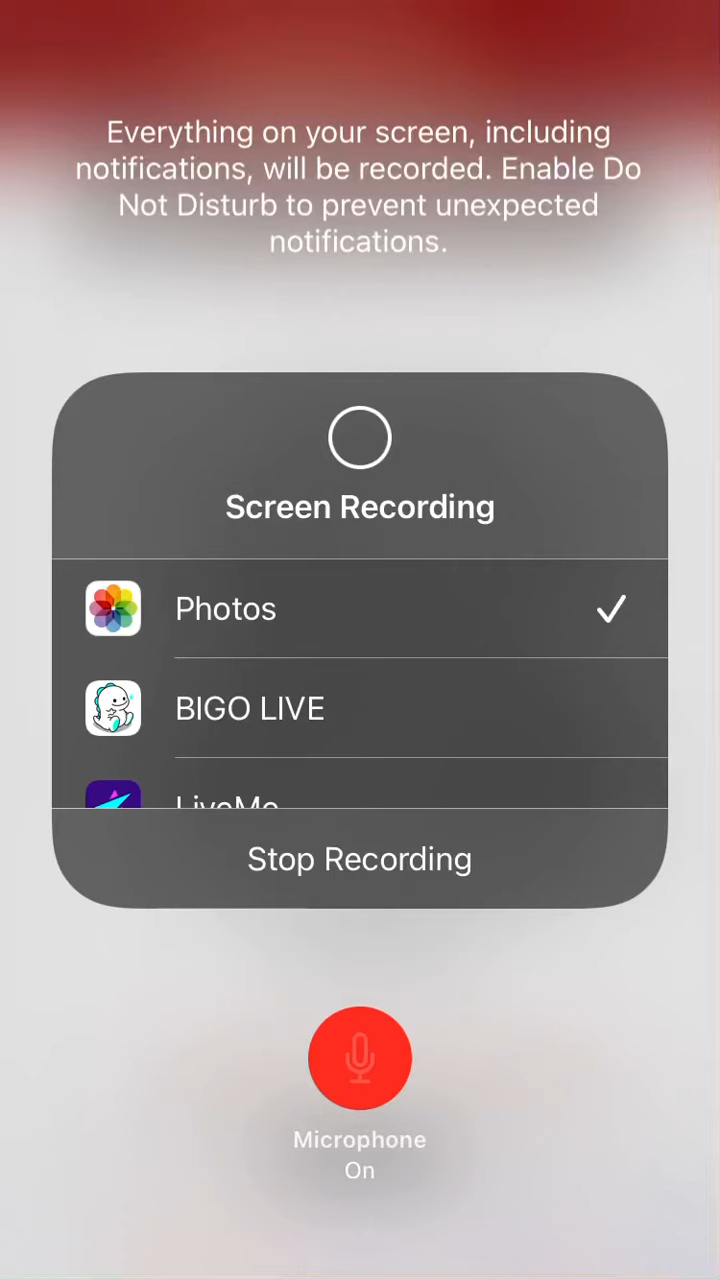 Everything on your screen, including
notifications, will be recorded. Enable Do
Not Disturb to prevent unexpected
notifications.
Screen Recording
Photos
BIGO LIVE
LiveMe
Stop Recording
Microphone
On